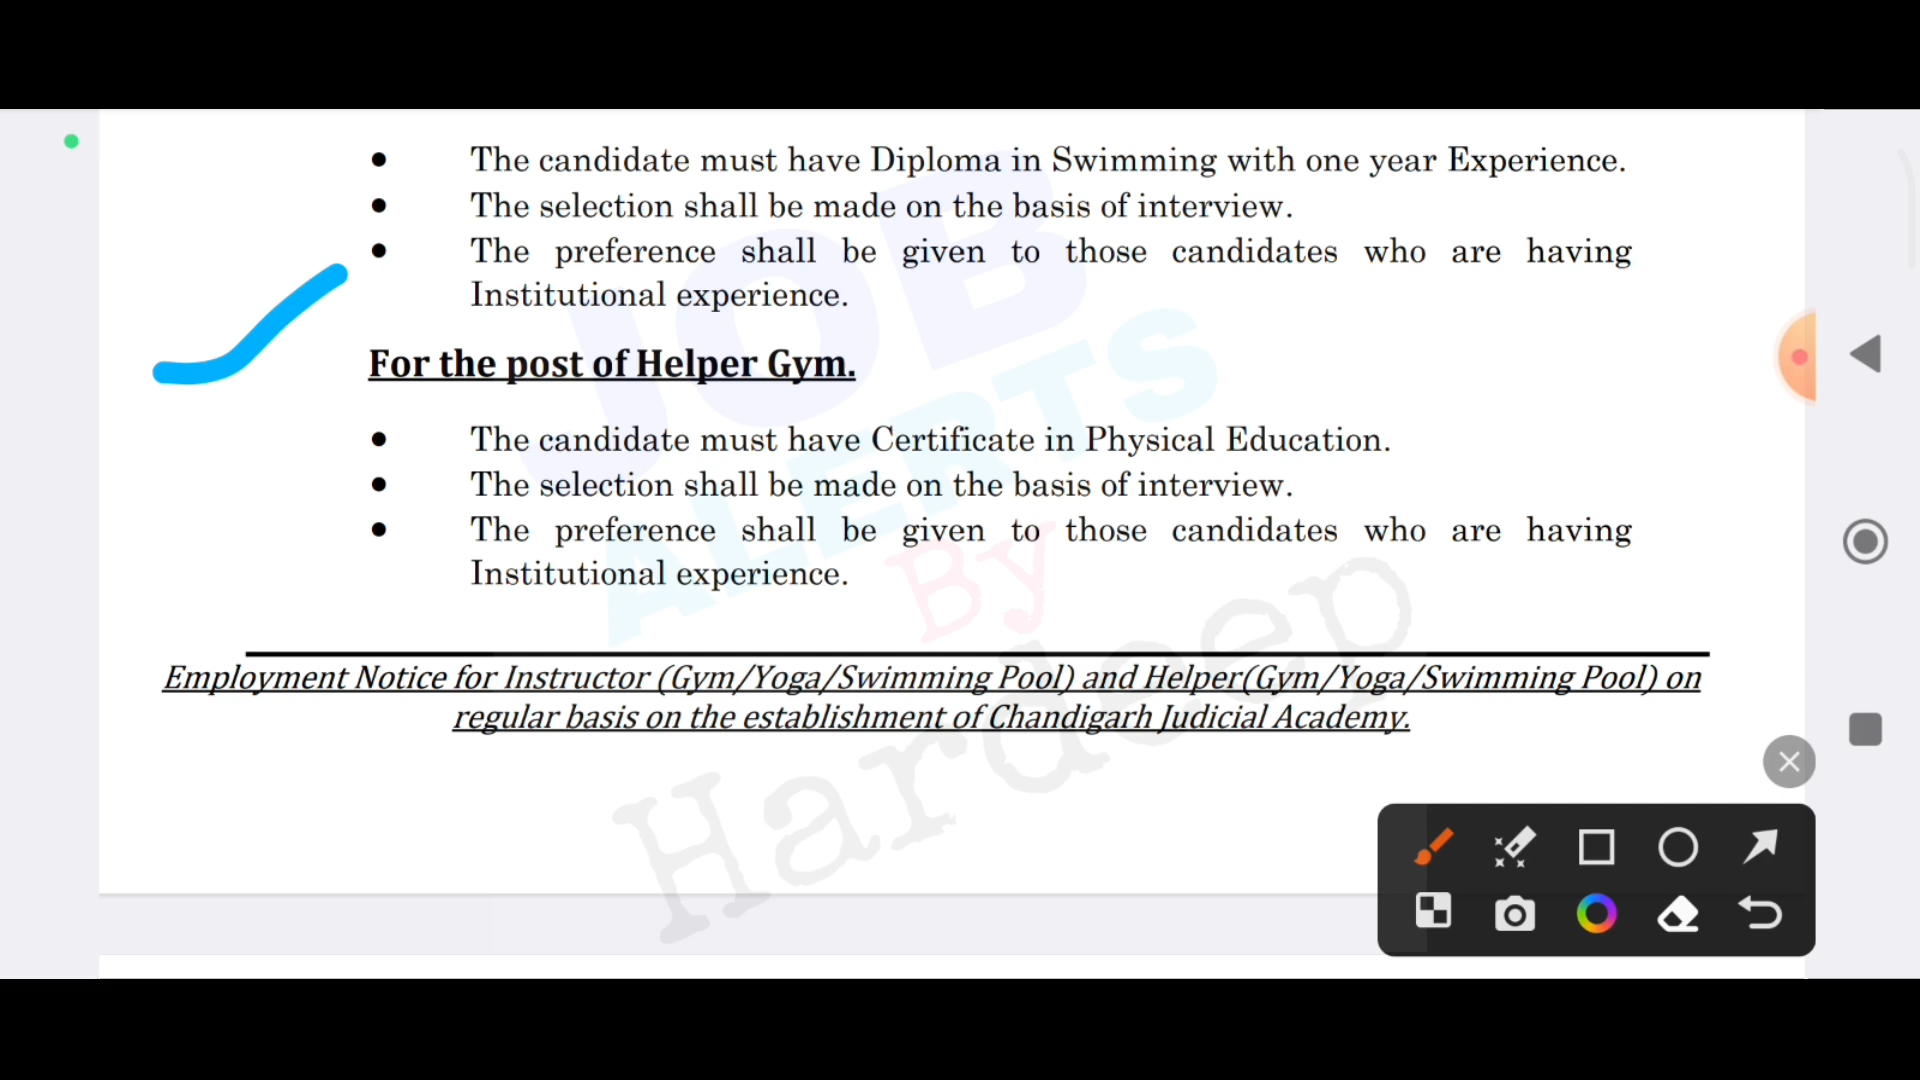 The candidate must have Diploma in Swimming with one year Experience.
The selection shall be made on the basis of interview.
The preference shall be given to those candidates who are having
Institutional experience.
For the post of Helper Gym.
The candidate must have Certificate in Physical Education.
The selection shall be made on the basis of interview.
The preference shall be given to those candidates who are having
Institutional experience.
Employment Notice for Instructor (Gym/Yoga/Swimming Pool) and Helper(Gym/Yoga/Swimming Pool) on
regular basis on the establishment of Chandigarh Judicial Academy.
JOB
ALERTS
By
Hardeep